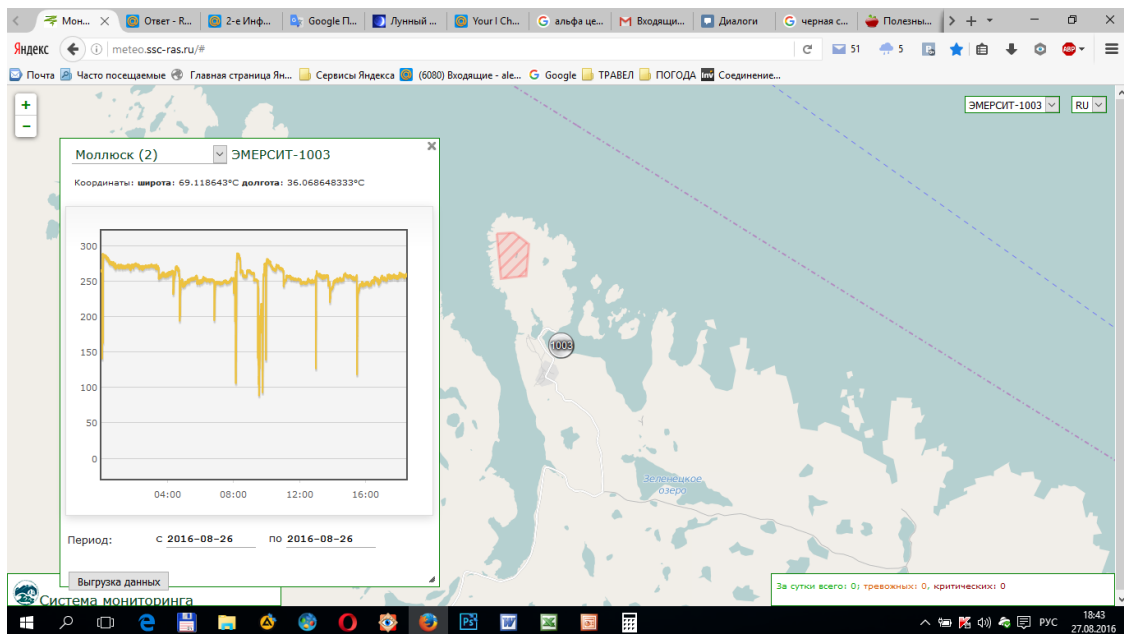 Мон...
Ответ - R...
2-е Инф...
Google П...
Лунный ...
Your l Ch...
альфа це...
Входящи...
Диалоги
черная с...
Полезны...
Яндекс
meteo.ssc-ras.ru/#
51
5
ABP
Почта Часто посещаемые Главная страница Ян... Сервисы Яндекса (6080) Входящие - ale... Google ТРАВЕЛ ПОГОДА Inv Соединение...
+
−
ЭМЕРСИТ-1003
RU
Моллюск (2)
ЭМЕРСИТ-1003
Координаты: широта: 69.118643°C долгота: 36.068648333°C
300
250
200
150
100
50
0
04:00 08:00 12:00 16:00
Период: с 2016-08-26 по 2016-08-26
Выгрузка данных
Система мониторинга
1003
Зеленецкое
озеро
За сутки всего: 0; тревожных: 0, критических: 0
РУС
18:43
27.08.2016